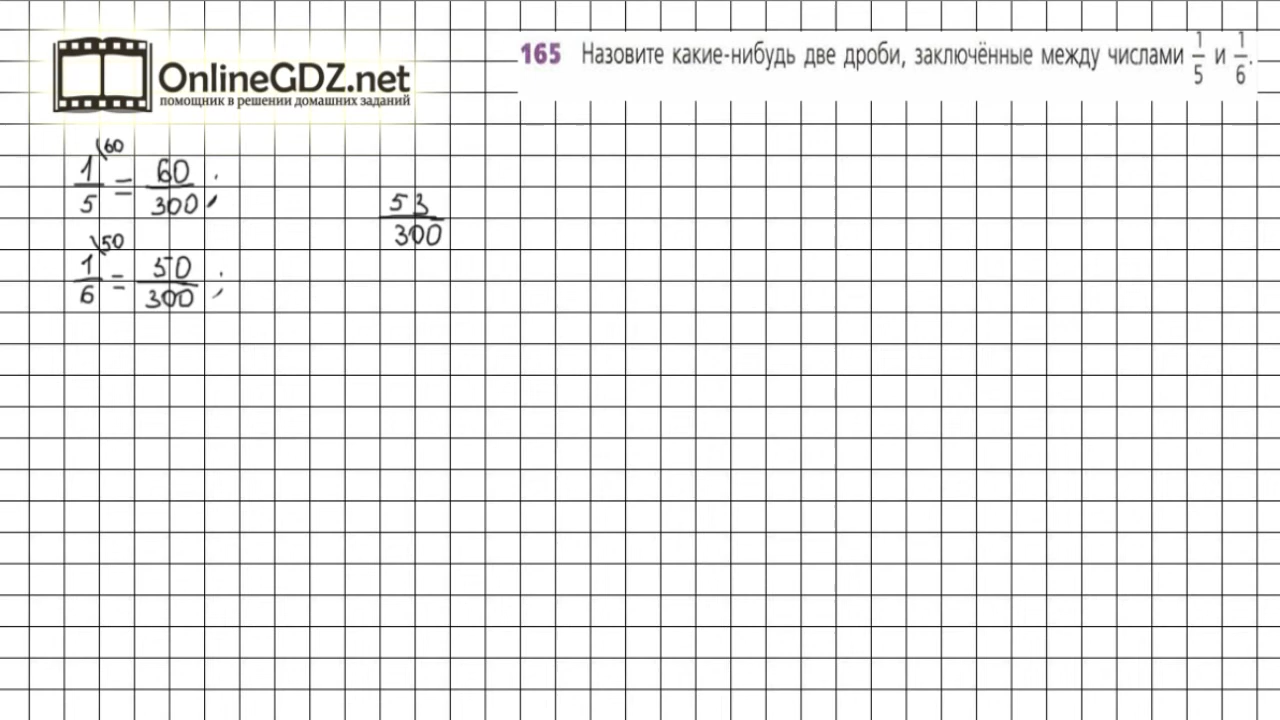 OnlineGDZ.net
помощник в решении домашних заданий
165 Назовите какие-нибудь две дроби, заключённые между числами 1/5 и 1/6.
1/5 \60 = 60/300;
53/300
1/6 \50 = 50/300;